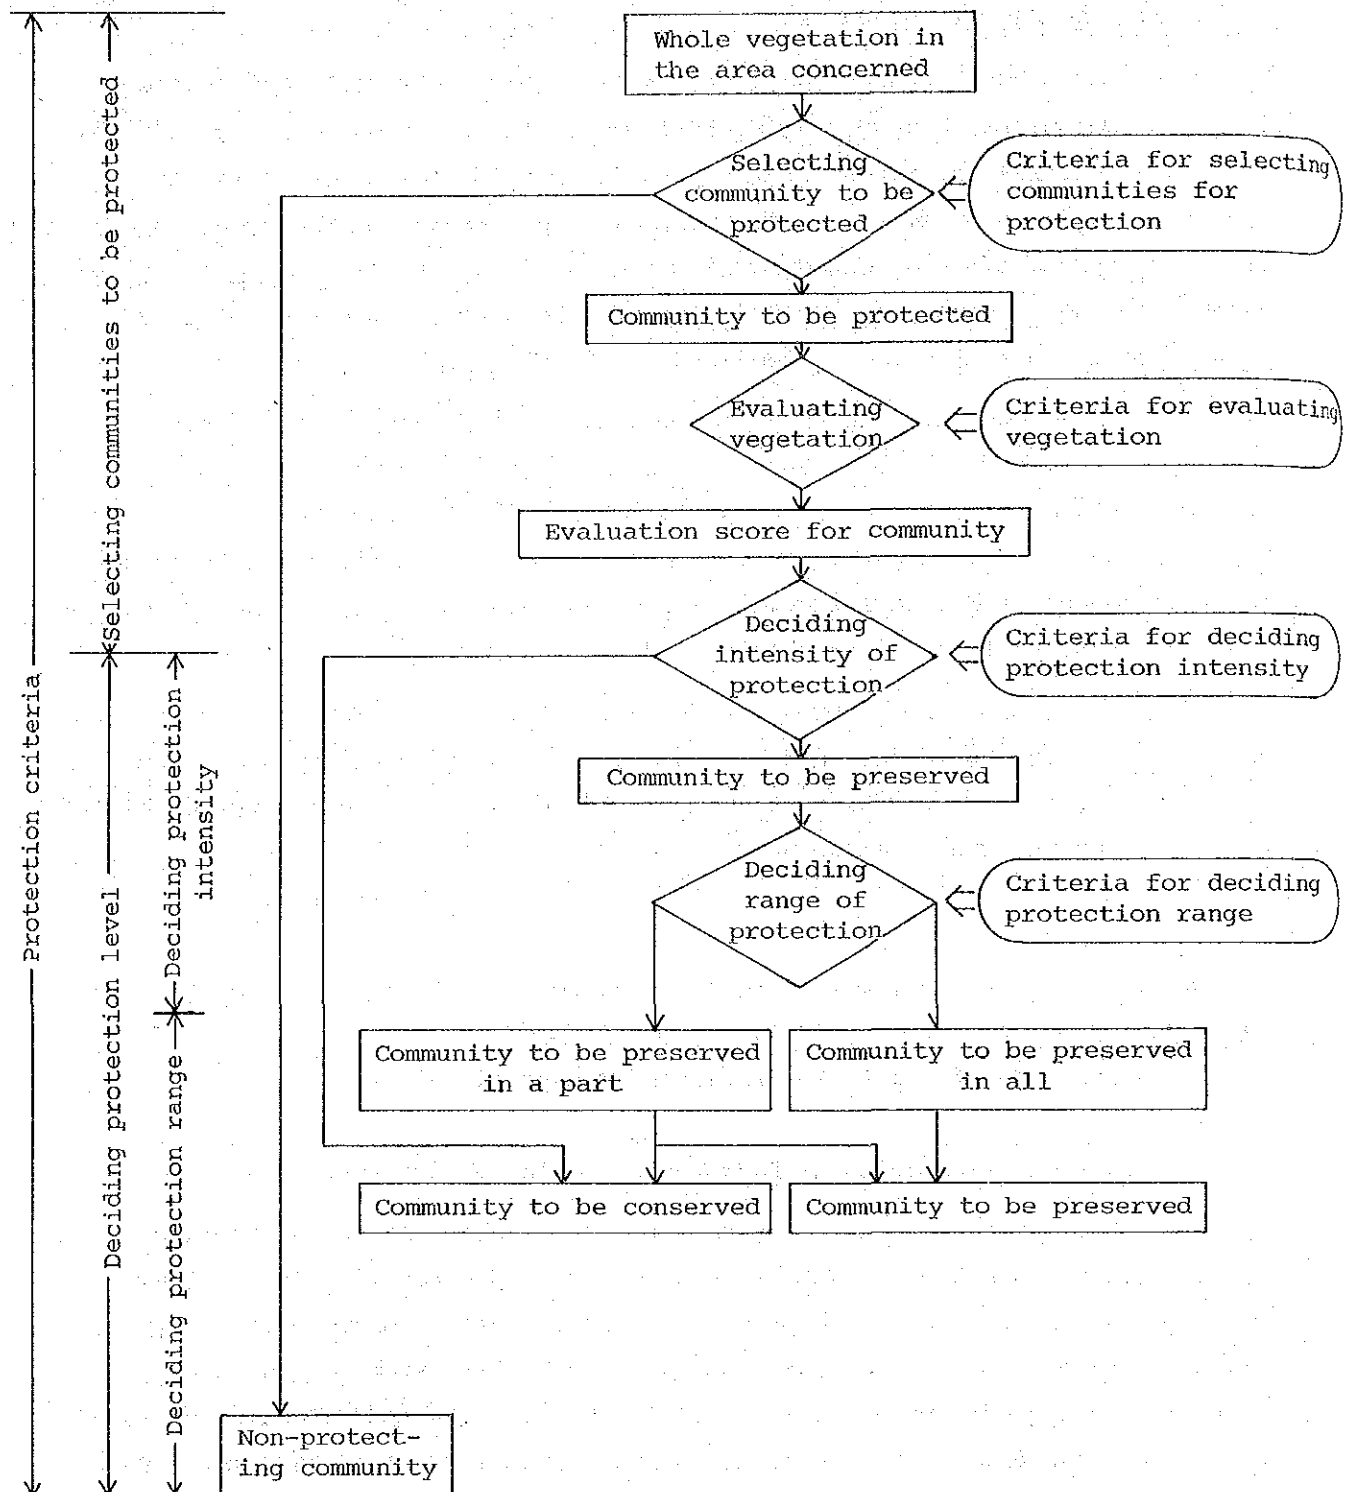 Whole vegetation in
the area concerned
Selecting
community to be
protected
Criteria for selecting
communities for
protection
Community to be protected
Evaluating
vegetation
Criteria for evaluating
vegetation
Evaluation score for community
Deciding
intensity of
protection
Criteria for deciding
protection intensity
Community to be preserved
Deciding
range of
protection
Criteria for deciding
protection range
Community to be preserved
in a part
Community to be preserved
in all
Community to be conserved
Community to be preserved
Non-protect-
ing community
Protection criteria
Selecting communities to be protected
Deciding protection level
Deciding protection
intensity
Deciding protection range